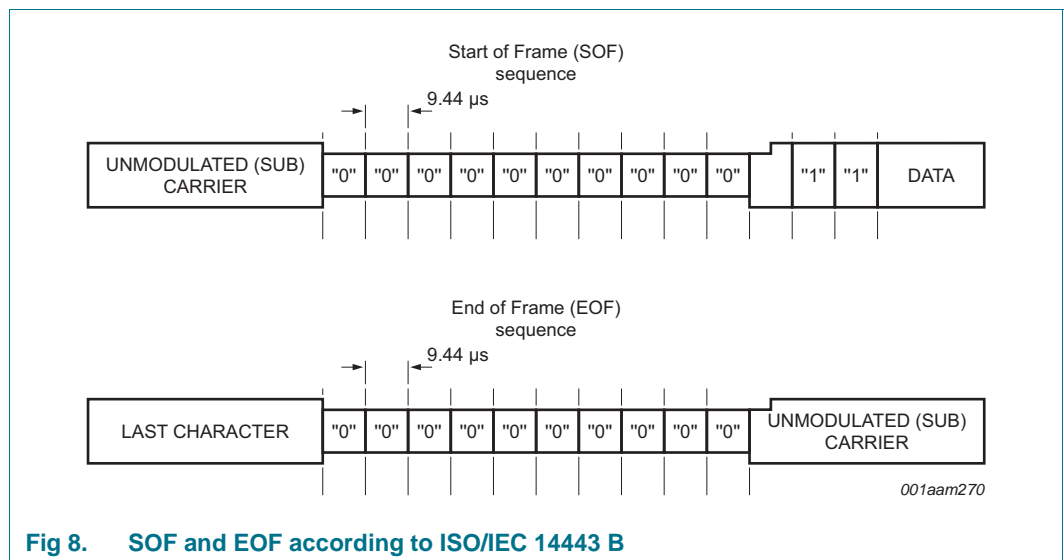 Start of Frame (SOF)
sequence
9.44 µs
UNMODULATED (SUB)
CARRIER
"0" "0" "0" "0" "0" "0" "0" "0" "0" "0" "1" "1" DATA
End of Frame (EOF)
sequence
9.44 µs
LAST CHARACTER "0" "0" "0" "0" "0" "0" "0" "0" "0" "0" UNMODULATED (SUB)
CARRIER
001aam270
Fig 8. SOF and EOF according to ISO/IEC 14443 B